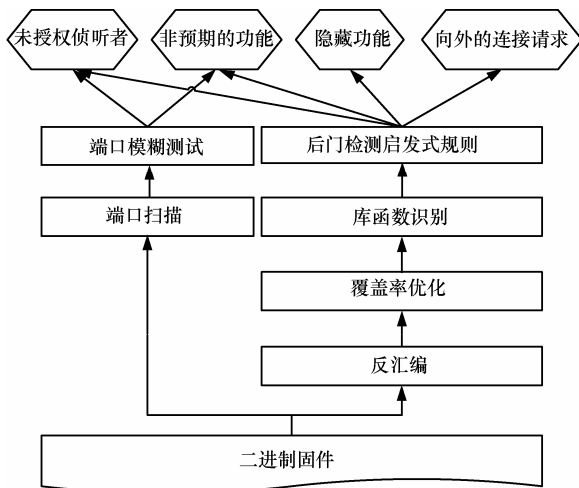 未授权侦听者
非预期的功能
隐藏功能
向外的连接请求
端口模糊测试
后门检测启发式规则
端口扫描
库函数识别
覆盖率优化
反汇编
二进制固件